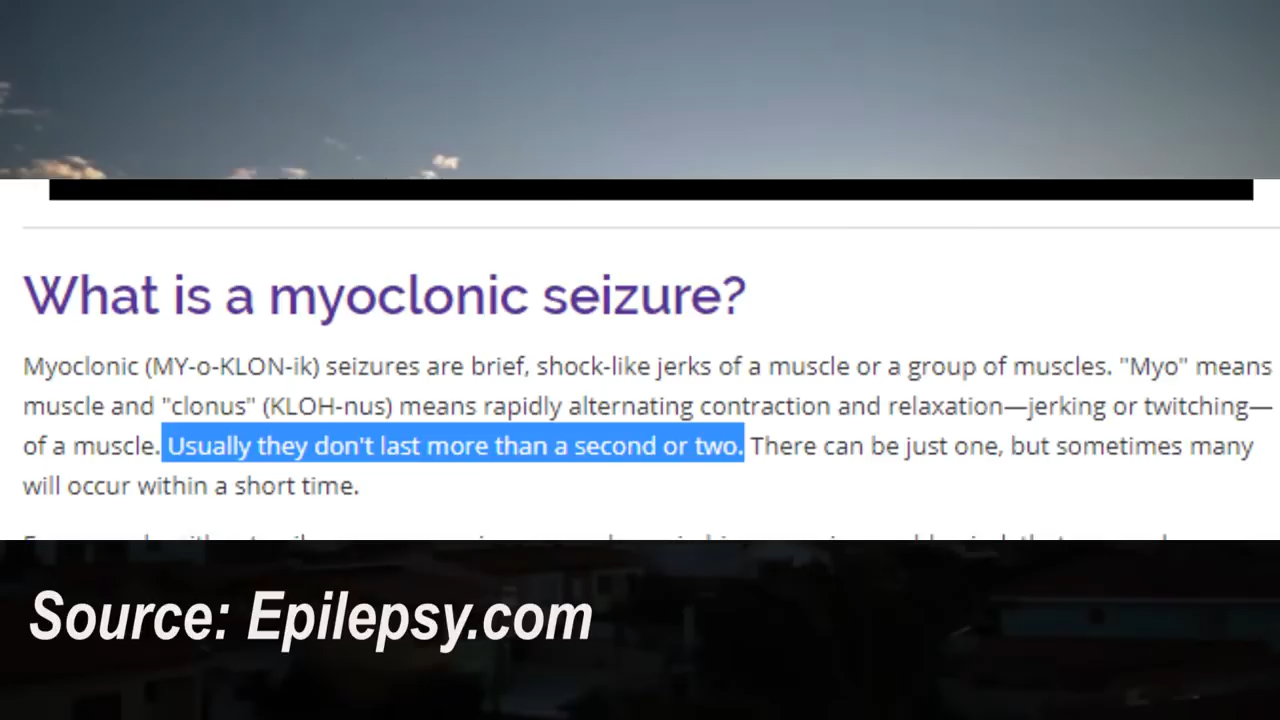 What is a myoclonic seizure?
Myoclonic (MY-o-KLON-ik) seizures are brief, shock-like jerks of a muscle or a group of muscles. "Myo" means
muscle and "clonus" (KLOH-nus) means rapidly alternating contraction and relaxation—jerking or twitching—
of a muscle. Usually they don't last more than a second or two. There can be just one, but sometimes many
will occur within a short time.
Source: Epilepsy.com